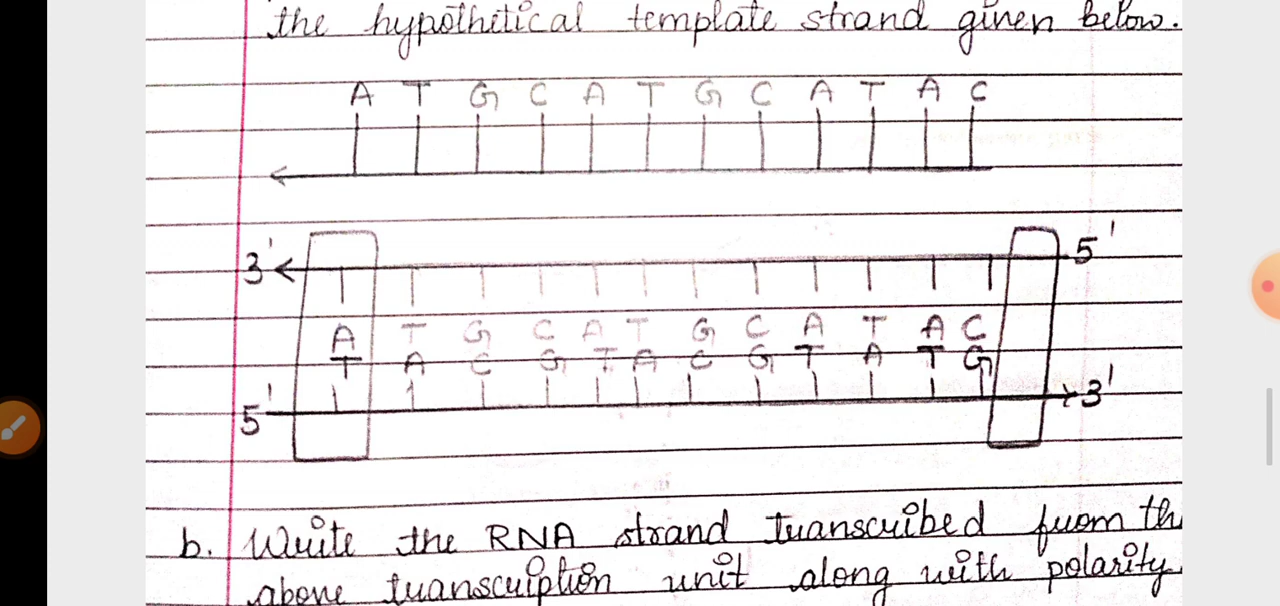 the hypothetical template strand given below.
A T G C A T G C A T A C
3' 5'
A T G C A T G C A T A C
T A C G T A C G T A T G
5' 3'
b. Write the RNA strand transcribed from th
above transcription unit along with polarity.